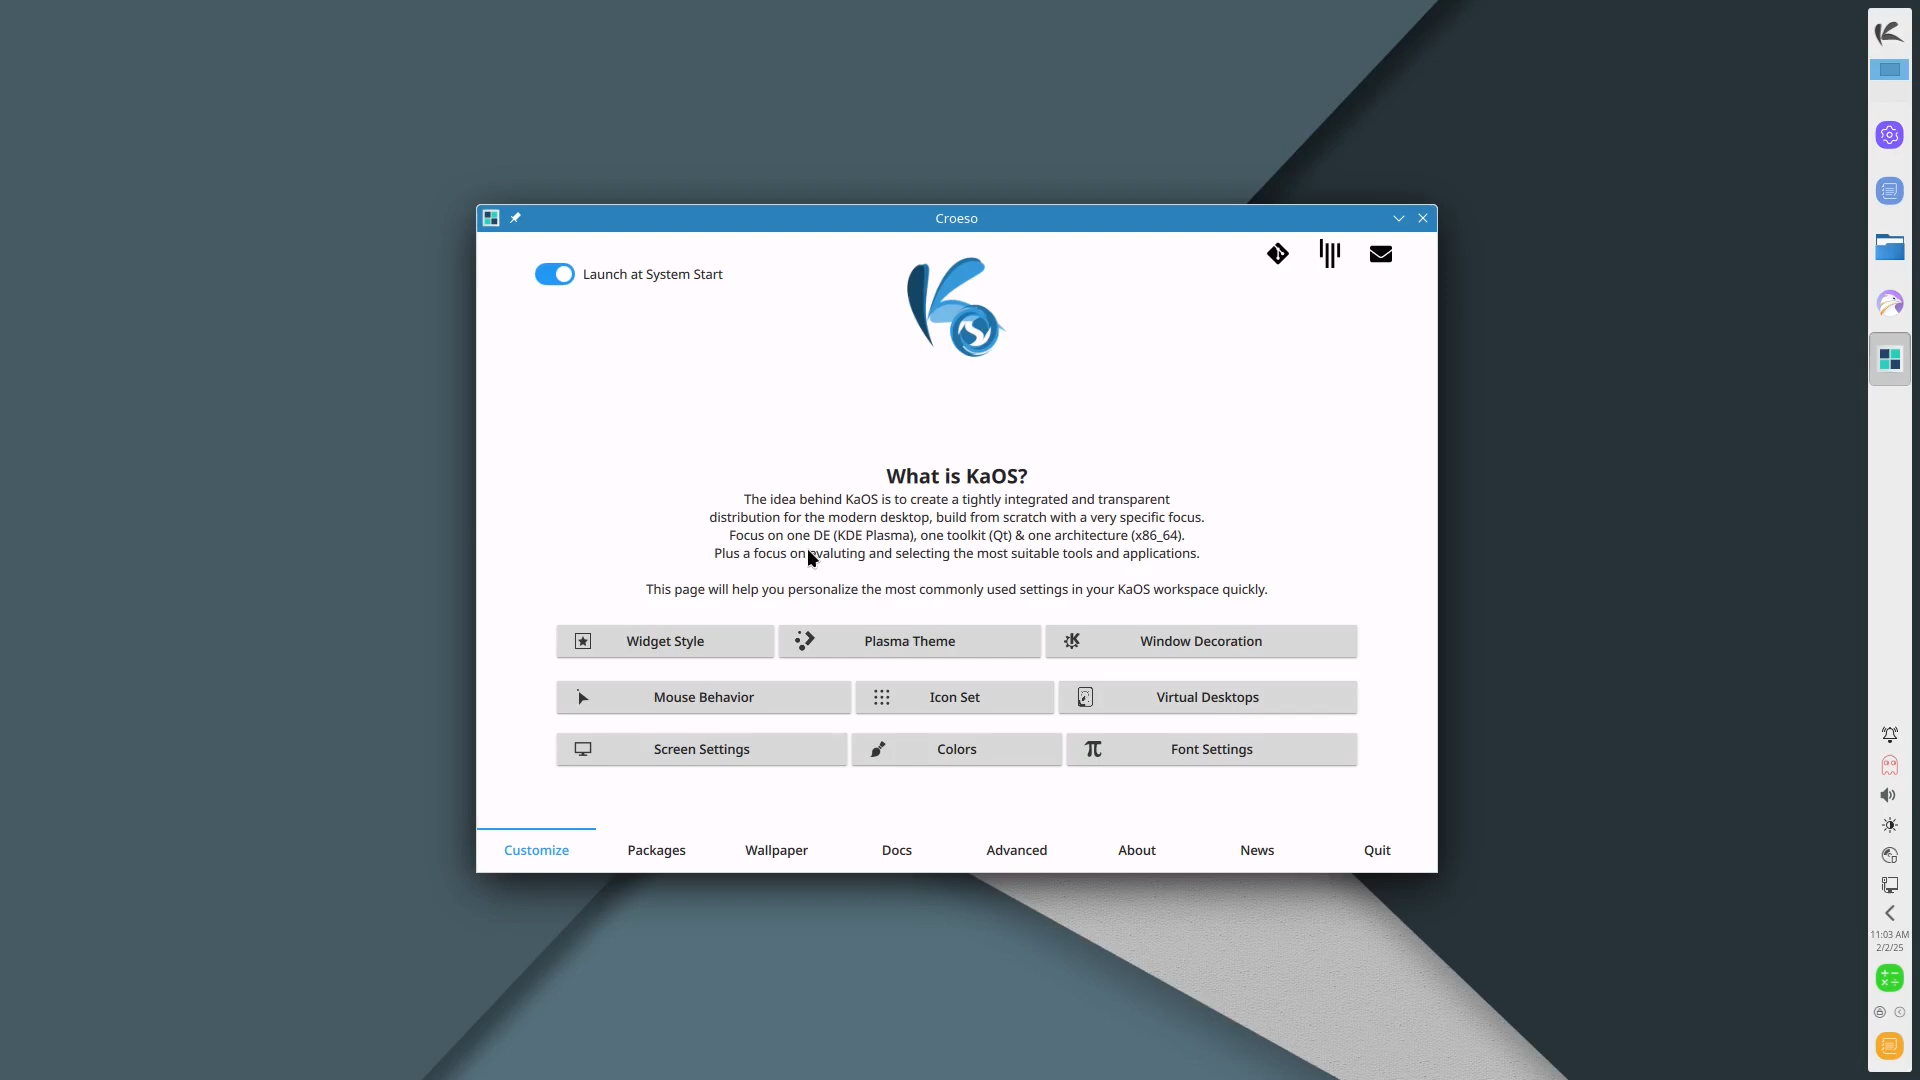 Croeso
Launch at System Start
What is KaOS?
The idea behind KaOS is to create a tightly integrated and transparent
distribution for the modern desktop, build from scratch with a very specific focus.
Focus on one DE (KDE Plasma), one toolkit (Qt) & one architecture (x86_64).
Plus a focus on evaluting and selecting the most suitable tools and applications.
This page will help you personalize the most commonly used settings in your KaOS workspace quickly.
Widget Style
Plasma Theme
Window Decoration
Mouse Behavior
Icon Set
Virtual Desktops
Screen Settings
Colors
Font Settings
Customize
Packages
Wallpaper
Docs
Advanced
About
News
Quit
11:03 AM
2/2/25